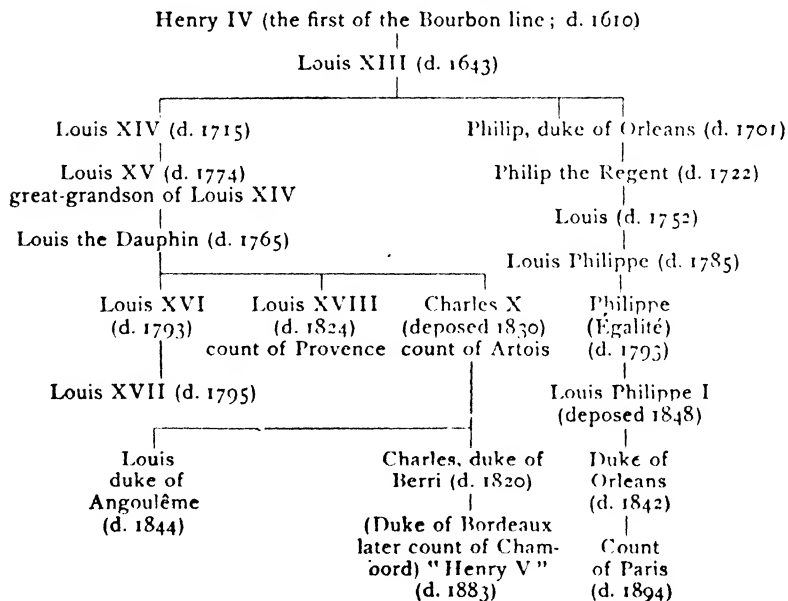 Henry IV (the first of the Bourbon line; d. 1610)
Louis XIII (d. 1643)
Louis XIV (d. 1715)
Philip, duke of Orleans (d. 1701)
Louis XV (d. 1774)
great-grandson of Louis XIV
Philip the Regent (d. 1722)
Louis (d. 1752)
Louis the Dauphin (d. 1765)
Louis Philippe (d. 1785)
Louis XVI
(d. 1793)
Louis XVIII
(d. 1824)
count of Provence
Charles X
(deposed 1830)
count of Artois
Philippe
(Égalité)
(d. 1793)
Louis XVII (d. 1795)
Louis Philippe I
(deposed 1848)
Louis
duke of
Angoulême
(d. 1844)
Charles, duke of
Berri (d. 1820)
Duke of
Orleans
(d. 1842)
(Duke of Bordeaux
later count of Cham-
bord) "Henry V"
(d. 1883)
Count
of Paris
(d. 1894)